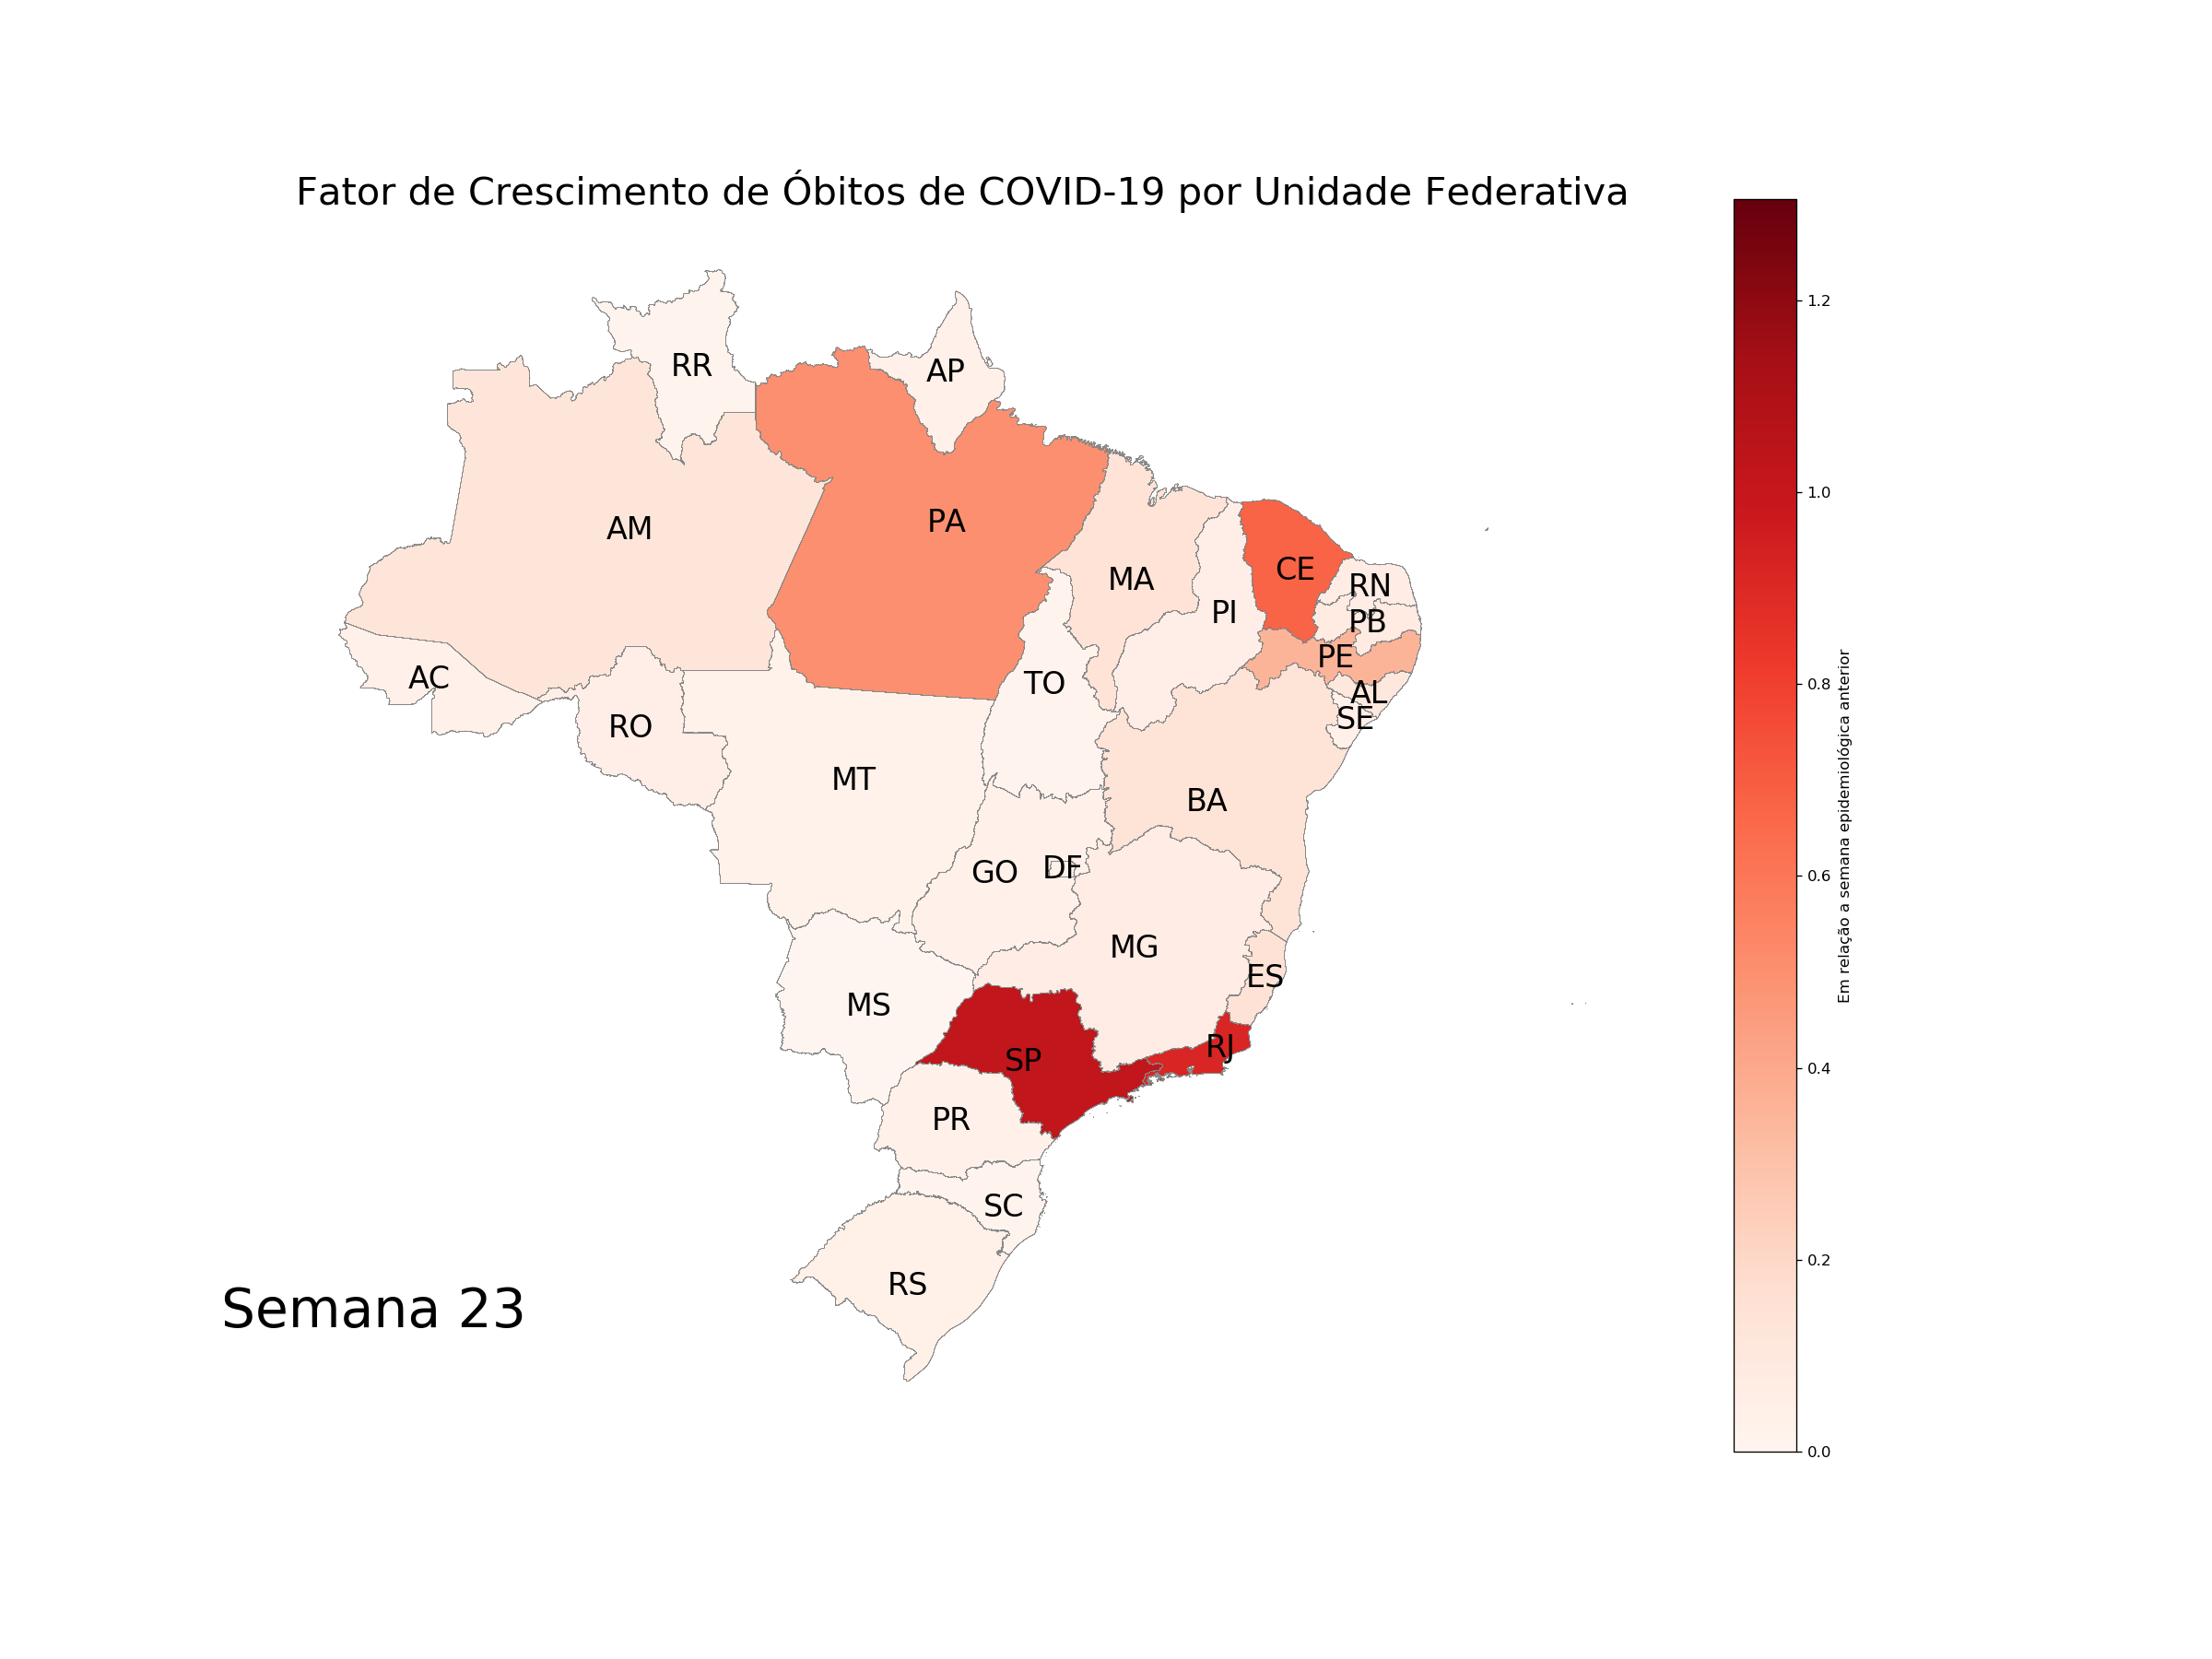 Fator de Crescimento de Óbitos de COVID-19 por Unidade Federativa
RR
AP
AM
PA
MA
CE
RN
PI
PB
PE
AC
TO
AL
SE
RO
MT
BA
GO
DF
MG
ES
MS
RJ
SP
PR
SC
RS
Semana 23
1.2
1.0
0.8
0.6
0.4
0.2
0.0
Em relação a semana epidemiológica anterior